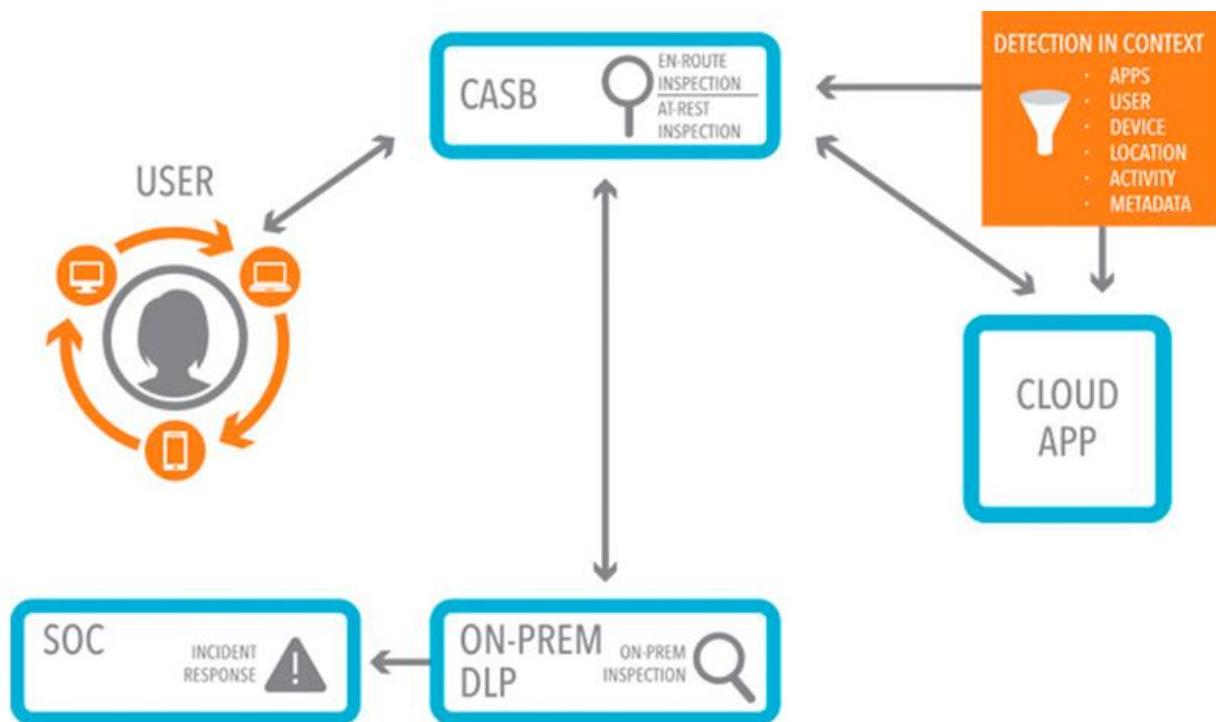 CASB
EN-ROUTE
INSPECTION
AT-REST
INSPECTION
DETECTION IN CONTEXT
· APPS
· USER
· DEVICE
· LOCATION
· ACTIVITY
· METADATA
USER
CLOUD
APP
SOC
INCIDENT
RESPONSE
ON-PREM
DLP
ON-PREM
INSPECTION